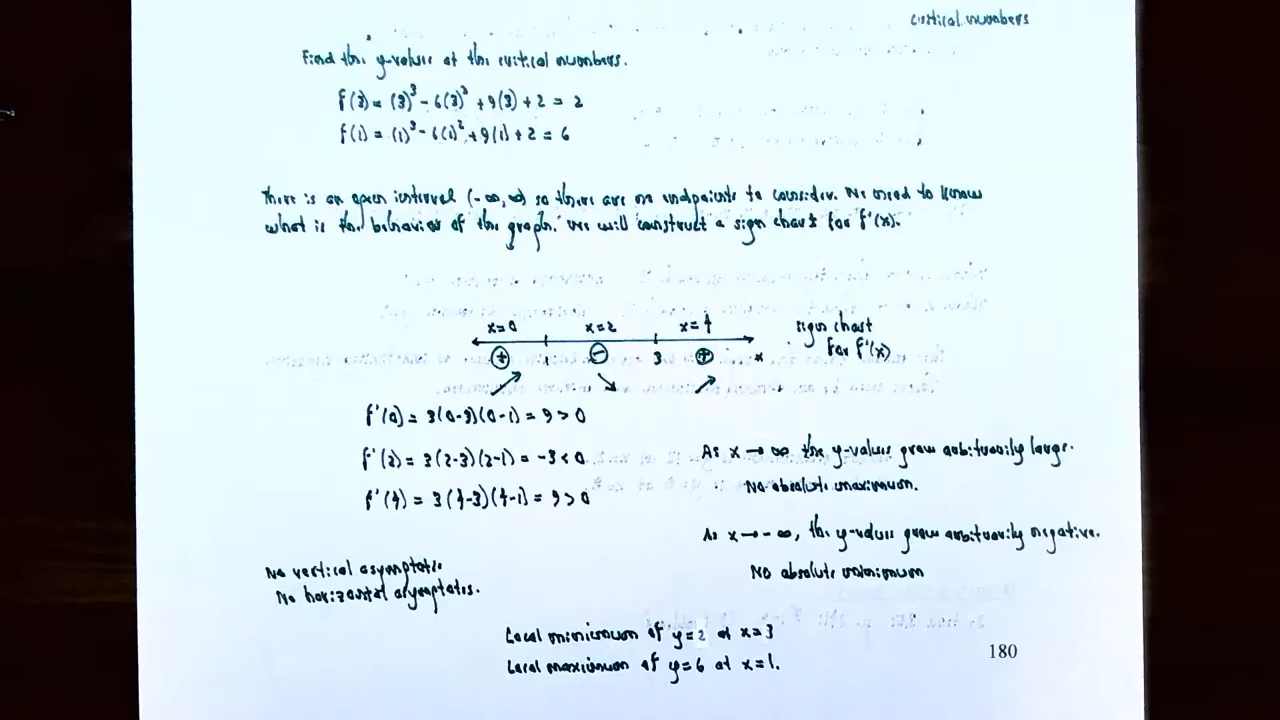 critical numbers
Find the y-values at the critical numbers.
f(3) = (3)³ - 6(3)² + 9(3) + 2 = 2
f(1) = (1)³ - 6(1)² + 9(1) + 2 = 6
There is an open interval (-∞, ∞) so there are no endpoints to consider. We need to know
what is the behavior of the graph. We will construct a sign chart for f'(x).
x=0 x=2 x=4
+ 1 − 3 + x
sign chart
for f'(x)
f'(0) = 3(0-3)(0-1) = 9 > 0
f'(2) = 3(2-3)(2-1) = -3 < 0
f'(4) = 3(4-3)(4-1) = 9 > 0
As x → ∞ the y-values grow arbitrarily large.
No absolute maximum.
As x → -∞, the y-values grow arbitrarily negative.
No absolute minimum
No vertical asymptotes
No horizontal asymptotes.
Local minimum of y=2 at x=3
Local maximum of y=6 at x=1.
180